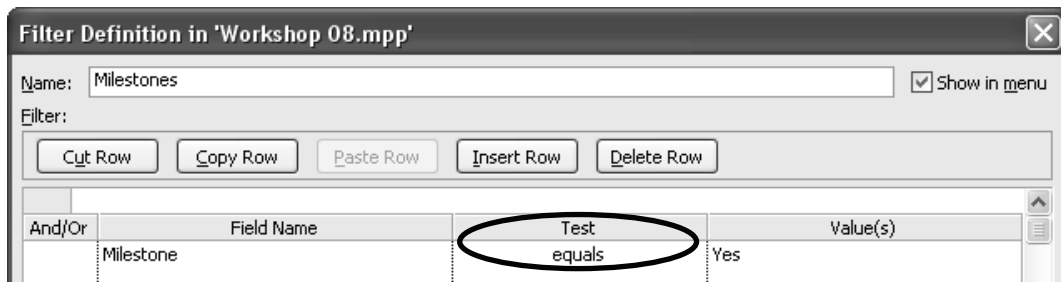 Filter Definition in 'Workshop 08.mpp'
Name: Milestones Show in menu
Filter:
Cut Row Copy Row Paste Row Insert Row Delete Row
And/Or Field Name Test Value(s)
Milestone equals Yes